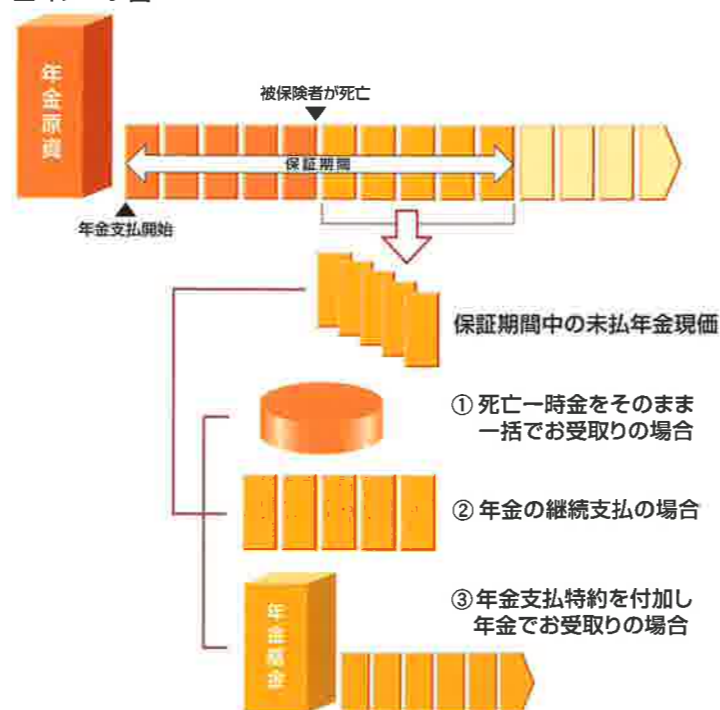 年金原資
被保険者が死亡
保証期間
年金支払開始
保証期間中の未払年金現価
① 死亡一時金をそのまま
一括でお受取りの場合
② 年金の継続支払の場合
③ 年金支払特約を付加し
年金でお受取りの場合
年金基金